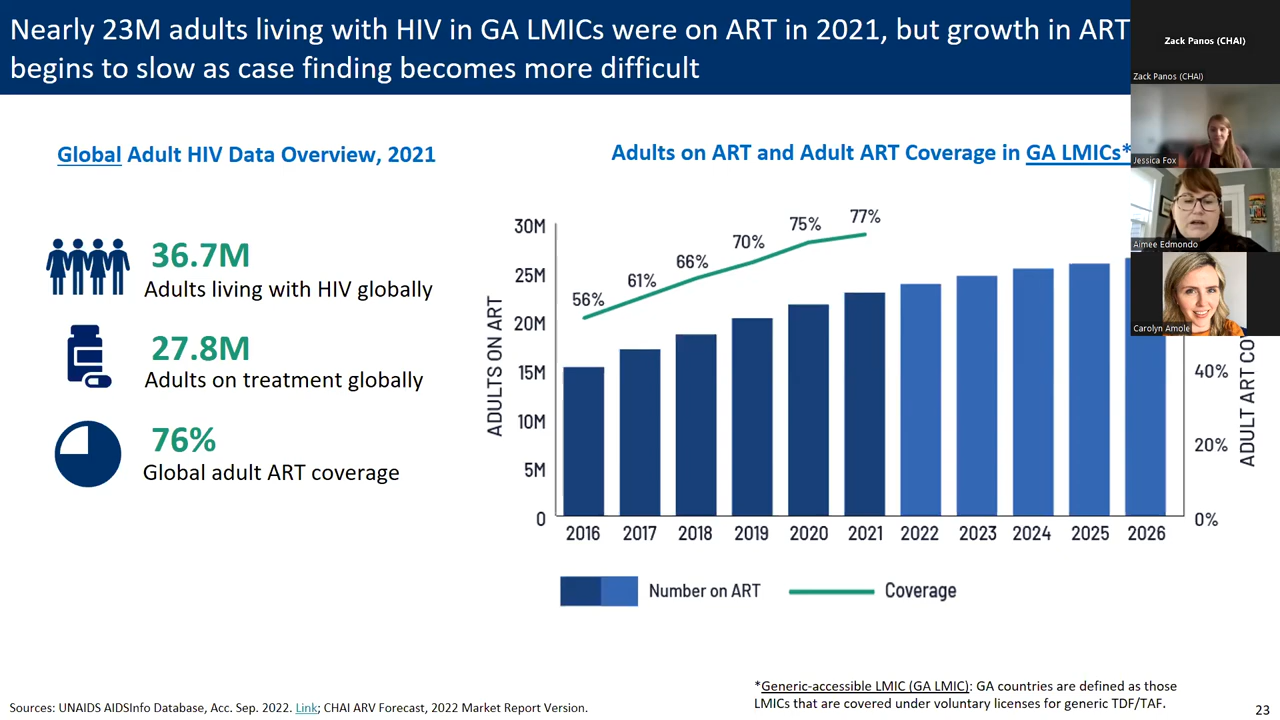 Nearly 23M adults living with HIV in GA LMICs were on ART in 2021, but growth in ART
begins to slow as case finding becomes more difficult
Zack Panos (CHAI)
Zack Panos (CHAI)
Jessica Fox
Aimee Edmondo
Carolyn Amole
Global Adult HIV Data Overview, 2021
36.7M
Adults living with HIV globally
27.8M
Adults on treatment globally
76%
Global adult ART coverage
Adults on ART and Adult ART Coverage in GA LMICs*
ADULTS ON ART
30M
25M
20M
15M
10M
5M
0
56%
61%
66%
70%
75%
77%
40%
20%
0%
ADULT ART
2016 2017 2018 2019 2020 2021 2022 2023 2024 2025 2026
Number on ART
Coverage
*Generic-accessible LMIC (GA LMIC): GA countries are defined as those
LMICs that are covered under voluntary licenses for generic TDF/TAF.
Sources: UNAIDS AIDSInfo Database, Acc. Sep. 2022. Link; CHAI ARV Forecast, 2022 Market Report Version.
23